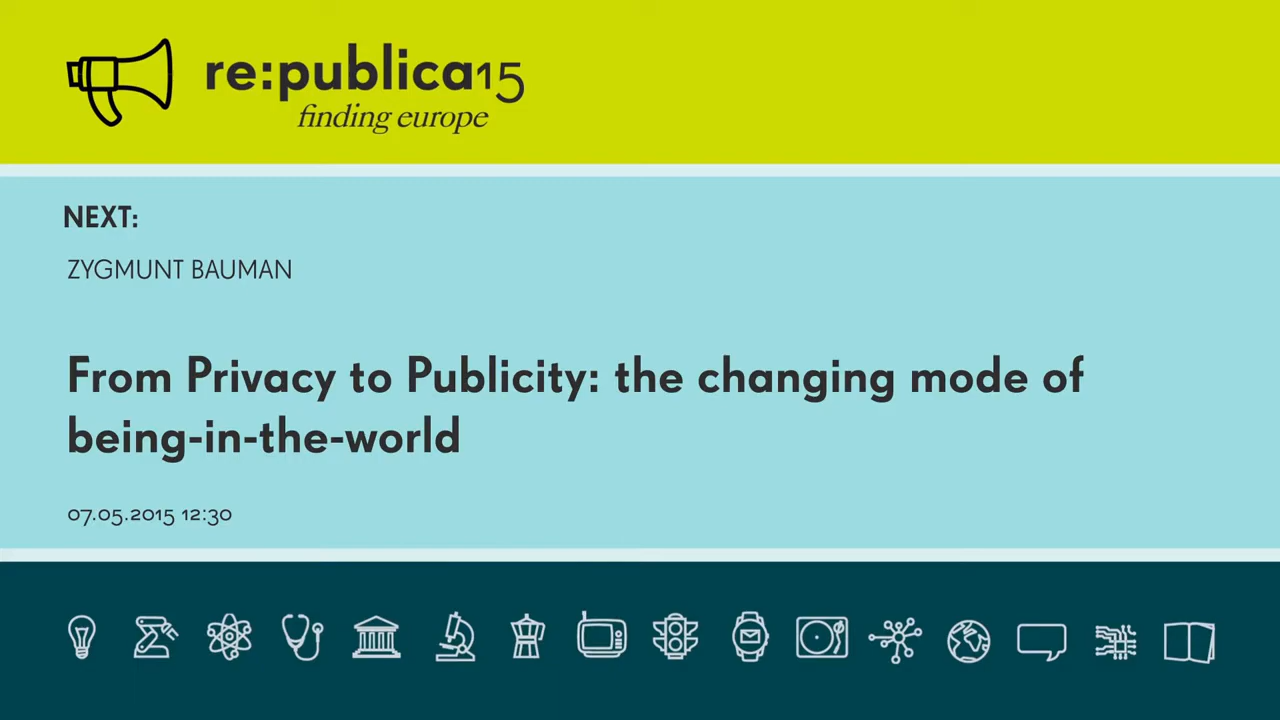 re:publica15
finding europe
NEXT:
ZYGMUNT BAUMAN
From Privacy to Publicity: the changing mode of
being-in-the-world
07.05.2015 12:30